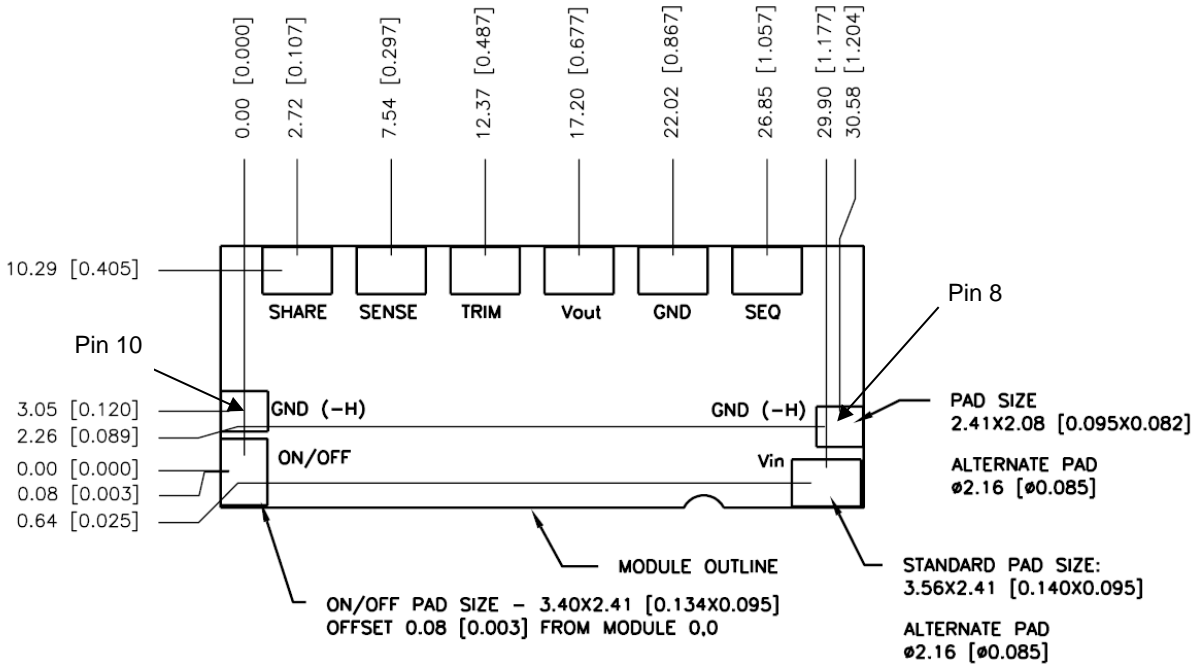 0.00 [0.000]
2.72 [0.107]
7.54 [0.297]
12.37 [0.487]
17.20 [0.677]
22.02 [0.867]
26.85 [1.057]
29.90 [1.177]
30.58 [1.204]
10.29 [0.405]
SHARE
SENSE
TRIM
Vout
GND
SEQ
Pin 8
Pin 10
3.05 [0.120]
GND (-H)
GND (-H)
PAD SIZE
2.41X2.08 [0.095X0.082]
2.26 [0.089]
ON/OFF
Vin
0.00 [0.000]
ALTERNATE PAD
ø2.16 [ø0.085]
0.08 [0.003]
0.64 [0.025]
MODULE OUTLINE
STANDARD PAD SIZE:
3.56X2.41 [0.140X0.095]
ON/OFF PAD SIZE - 3.40X2.41 [0.134X0.095]
OFFSET 0.08 [0.003] FROM MODULE 0,0
ALTERNATE PAD
ø2.16 [ø0.085]